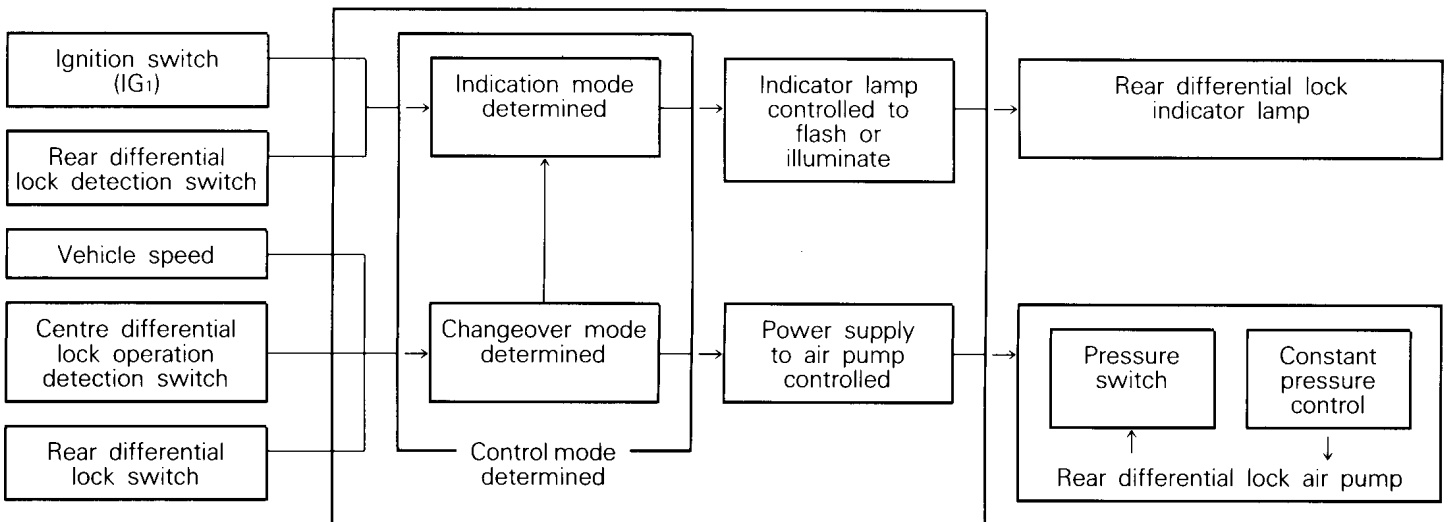 Ignition switch
(IG1)
Rear differential
lock detection switch
Vehicle speed
Centre differential
lock operation
detection switch
Rear differential
lock switch
Indication mode
determined
Changeover mode
determined
Control mode
determined
Indicator lamp
controlled to
flash or
illuminate
Power supply
to air pump
controlled
Rear differential lock
indicator lamp
Pressure
switch
Constant
pressure
control
Rear differential lock air pump